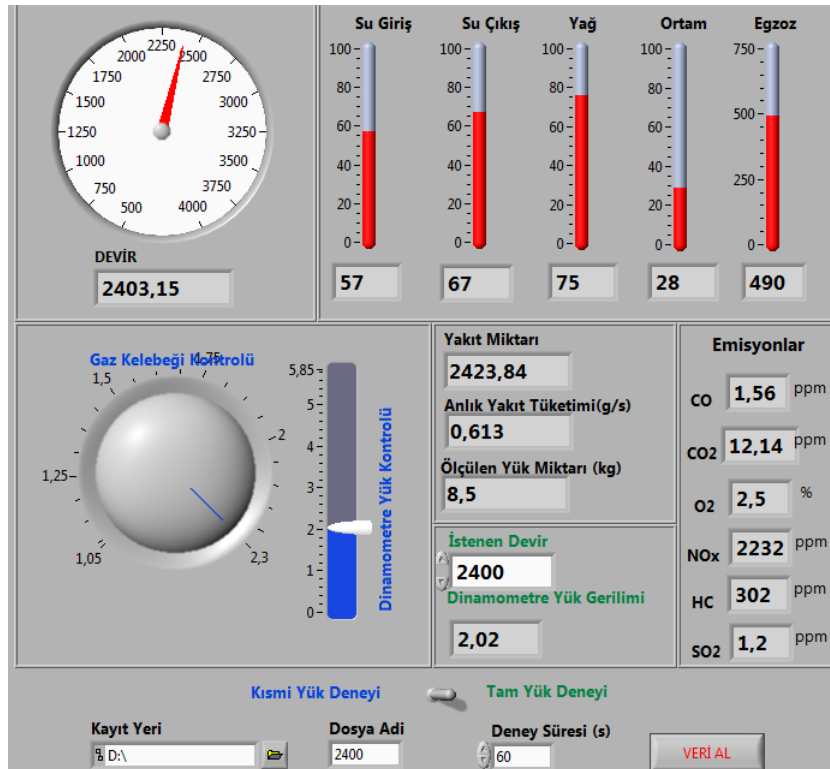 Su Giriş Su Çıkış Yağ Ortam Egzoz
500 750 1000 1250 1500 1750 2000 2250 2500 2750 3000 3250 3500 3750 4000
100 80 60 40 20 0
100 80 60 40 20 0
100 80 60 40 20 0
100 80 60 40 20 0
750 500 250 0
DEVİR
2403,15
57 67 75 28 490
Gaz Kelebeği Kontrolü
1,05 1,25 1,5 1,75 2 2,3
5,85 5 4 3 2 1 0
Dinamometre Yük Kontrolü
Yakıt Miktarı
2423,84
Anlık Yakıt Tüketimi(g/s)
0,613
Ölçülen Yük Miktarı (kg)
8,5
İstenen Devir
2400
Dinamometre Yük Gerilimi
2,02
Emisyonlar
CO 1,56 ppm
CO2 12,14 ppm
O2 2,5 %
NOx 2232 ppm
HC 302 ppm
SO2 1,2 ppm
Kısmi Yük Deneyi Tam Yük Deneyi
Kayıt Yeri Dosya Adi Deney Süresi (s)
D:\ 2400 60 VERİ AL